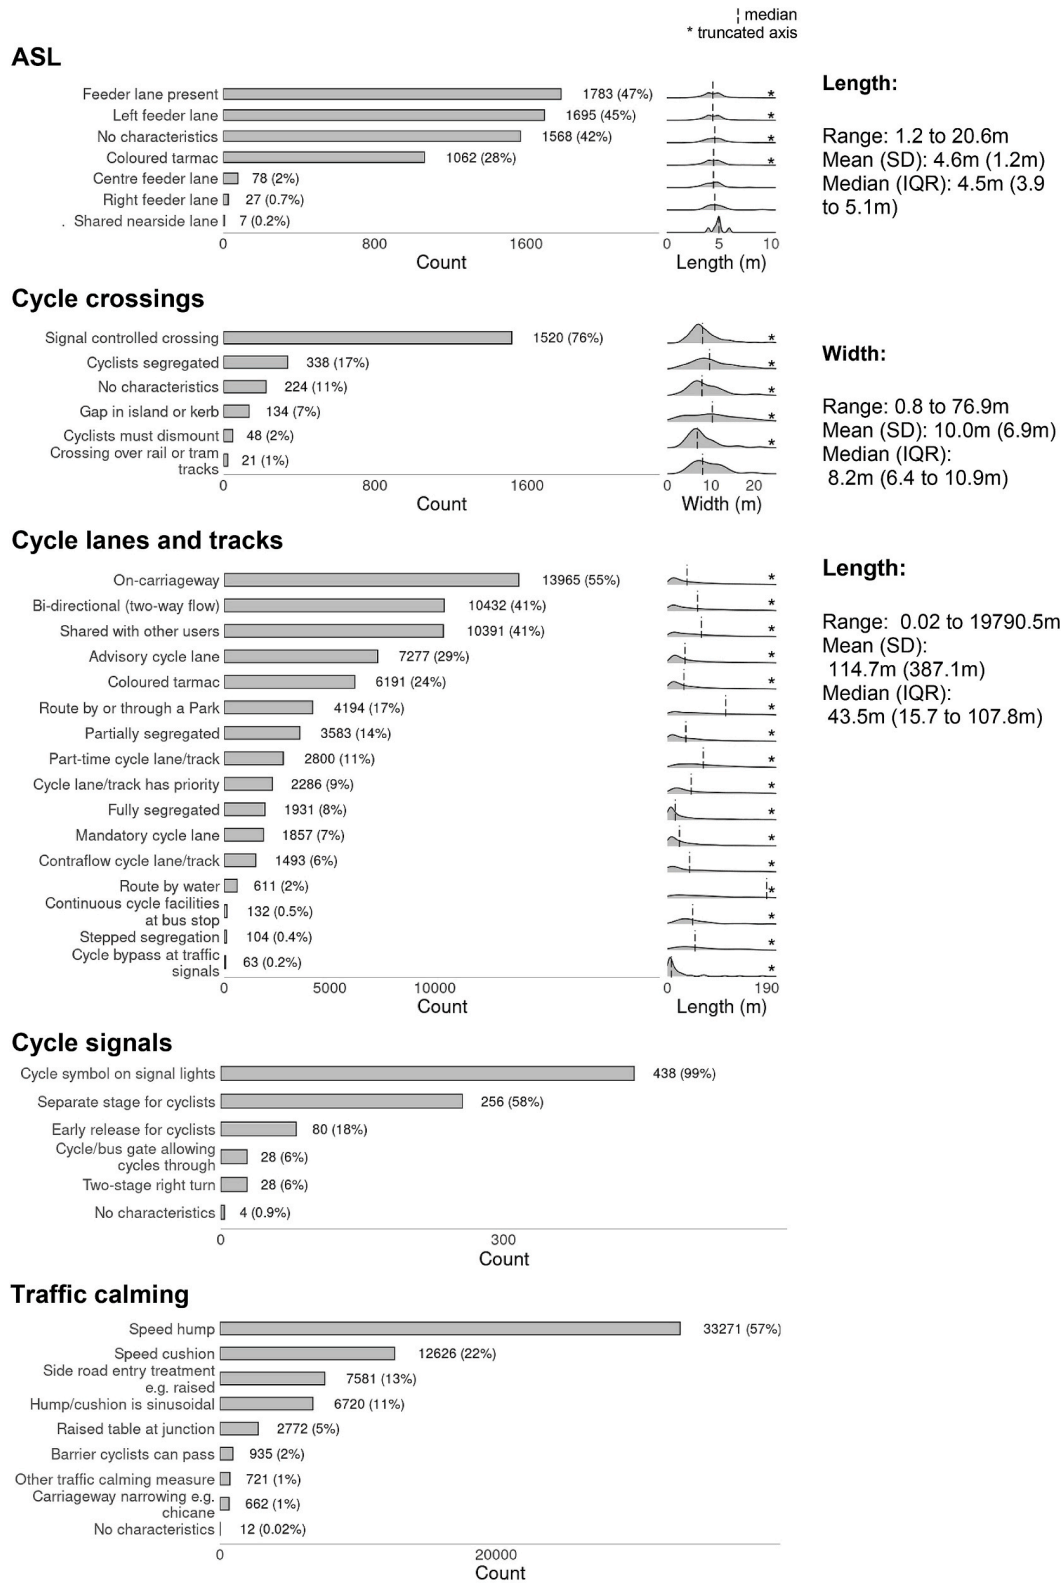 median
* truncated axis
ASL
Feeder lane present 1783 (47%) *
Left feeder lane 1695 (45%) *
No characteristics 1568 (42%) *
Coloured tarmac 1062 (28%) *
Centre feeder lane 78 (2%)
Right feeder lane 27 (0.7%)
. Shared nearside lane 7 (0.2%)
0 800 1600 0 5 10
Count Length (m)
Length:
Range: 1.2 to 20.6m
Mean (SD): 4.6m (1.2m)
Median (IQR): 4.5m (3.9
to 5.1m)
Cycle crossings
Signal controlled crossing 1520 (76%) *
Cyclists segregated 338 (17%) *
No characteristics 224 (11%) *
Gap in island or kerb 134 (7%) *
Cyclists must dismount 48 (2%) *
Crossing over rail or tram
tracks 21 (1%)
0 800 1600 0 10 20
Count Width (m)
Width:
Range: 0.8 to 76.9m
Mean (SD): 10.0m (6.9m)
Median (IQR):
8.2m (6.4 to 10.9m)
Cycle lanes and tracks
On-carriageway 13965 (55%) *
Bi-directional (two-way flow) 10432 (41%) *
Shared with other users 10391 (41%) *
Advisory cycle lane 7277 (29%) *
Coloured tarmac 6191 (24%) *
Route by or through a Park 4194 (17%) *
Partially segregated 3583 (14%) *
Part-time cycle lane/track 2800 (11%) *
Cycle lane/track has priority 2286 (9%) *
Fully segregated 1931 (8%) *
Mandatory cycle lane 1857 (7%) *
Contraflow cycle lane/track 1493 (6%) *
Route by water 611 (2%) *
Continuous cycle facilities
at bus stop 132 (0.5%) *
Stepped segregation 104 (0.4%) *
Cycle bypass at traffic
signals 63 (0.2%) *
0 5000 10000 0 190
Count Length (m)
Length:
Range: 0.02 to 19790.5m
Mean (SD):
114.7m (387.1m)
Median (IQR):
43.5m (15.7 to 107.8m)
Cycle signals
Cycle symbol on signal lights 438 (99%)
Separate stage for cyclists 256 (58%)
Early release for cyclists 80 (18%)
Cycle/bus gate allowing
cycles through 28 (6%)
Two-stage right turn 28 (6%)
No characteristics 4 (0.9%)
0 300
Count
Traffic calming
Speed hump 33271 (57%)
Speed cushion 12626 (22%)
Side road entry treatment
e.g. raised 7581 (13%)
Hump/cushion is sinusoidal 6720 (11%)
Raised table at junction 2772 (5%)
Barrier cyclists can pass 935 (2%)
Other traffic calming measure 721 (1%)
Carriageway narrowing e.g.
chicane 662 (1%)
No characteristics 12 (0.02%)
0 20000
Count